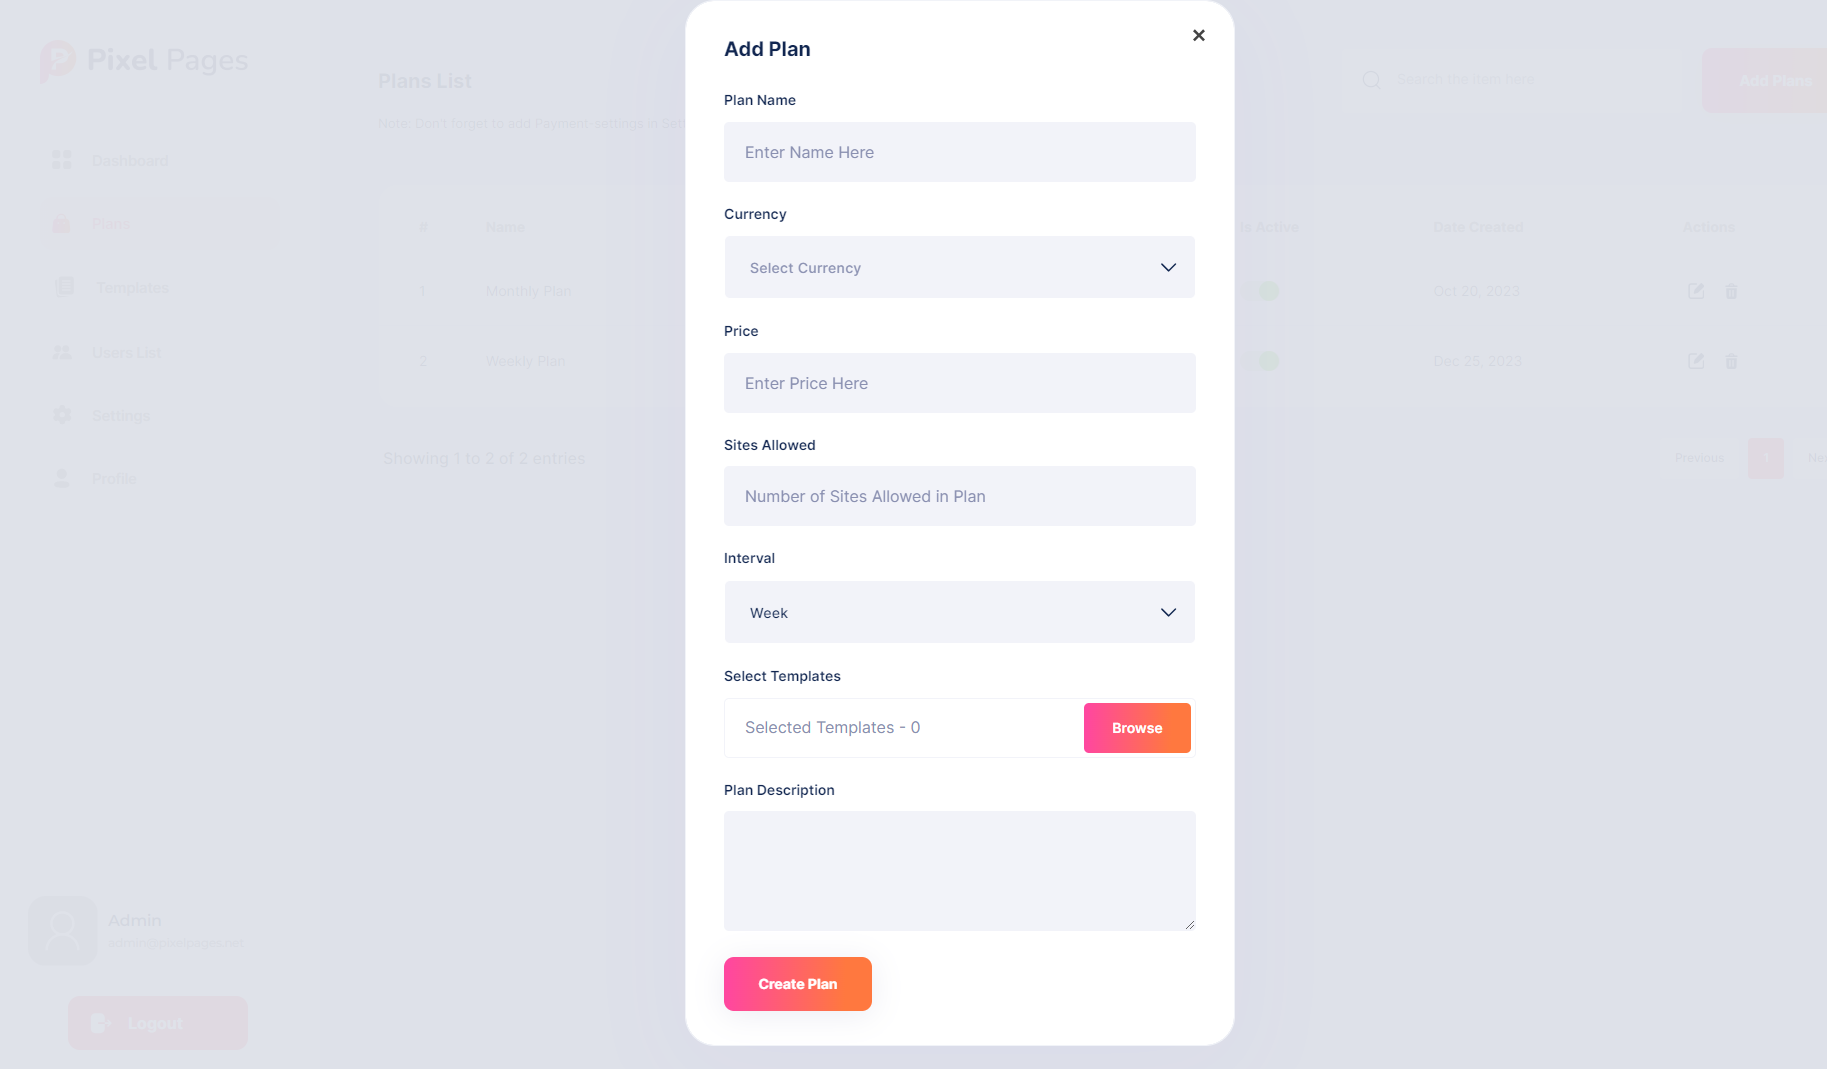 Pixel Pages
Dashboard
Plans
Templates
Users List
Settings
Profile
Admin
admin@pixelpages.net
Logout
Plans List
Note: Don't forget to add Payment settings in
Search the item here
Add Plans
# Name Is Active Date Created Actions
1 Monthly Plan Oct 20, 2023
2 Weekly Plan Dec 25, 2023
Showing 1 to 2 of 2 entries
Previous 1
Add Plan
Plan Name
Enter Name Here
Currency
Select Currency
Price
Enter Price Here
Sites Allowed
Number of Sites Allowed in Plan
Interval
Week
Select Templates
Selected Templates - 0
Browse
Plan Description
Create Plan